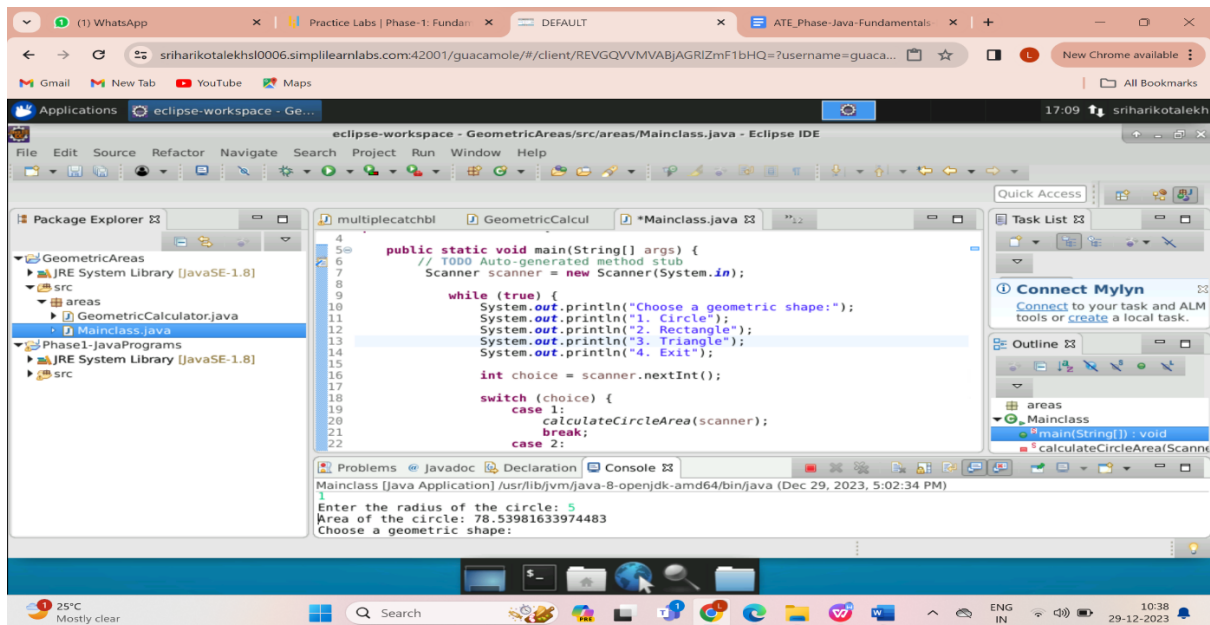 (1) WhatsApp
Practice Labs | Phase-1: Fundam
DEFAULT
ATE_Phase-Java-Fundamentals
sriharikotalekhsl0006.simplilearnlabs.com:42001/guacamole/#/client/REVGQVVMVABjAGRlZmF1bHQ=?username=guaca...
L
New Chrome available
Gmail
New Tab
YouTube
Maps
All Bookmarks
Applications
eclipse-workspace - Ge...
17:09
sriharikotalekh
eclipse-workspace - GeometricAreas/src/areas/Mainclass.java - Eclipse IDE
File Edit Source Refactor Navigate Search Project Run Window Help
Quick Access
Package Explorer
GeometricAreas
JRE System Library [JavaSE-1.8]
src
areas
GeometricCalculator.java
Mainclass.java
Phase1-JavaPrograms
JRE System Library [JavaSE-1.8]
src
multiplecatchbl
GeometricCalcul
*Mainclass.java
»12
4
5 public static void main(String[] args) {
6 // TODO Auto-generated method stub
7 Scanner scanner = new Scanner(System.in);
8
9 while (true) {
10 System.out.println("Choose a geometric shape:");
11 System.out.println("1. Circle");
12 System.out.println("2. Rectangle");
13 System.out.println("3. Triangle");
14 System.out.println("4. Exit");
15
16 int choice = scanner.nextInt();
17
18 switch (choice) {
19 case 1:
20 calculateCircleArea(scanner);
21 break;
22 case 2:
Task List
Connect Mylyn
Connect to your task and ALM
tools or create a local task.
Outline
areas
Mainclass
main(String[]) : void
calculateCircleArea(Scanne
Problems
Javadoc
Declaration
Console
Mainclass [Java Application] /usr/lib/jvm/java-8-openjdk-amd64/bin/java (Dec 29, 2023, 5:02:34 PM)
1
Enter the radius of the circle: 5
Area of the circle: 78.53981633974483
Choose a geometric shape:
1
25°C
Mostly clear
Search
PRE
ENG
IN
10:38
29-12-2023